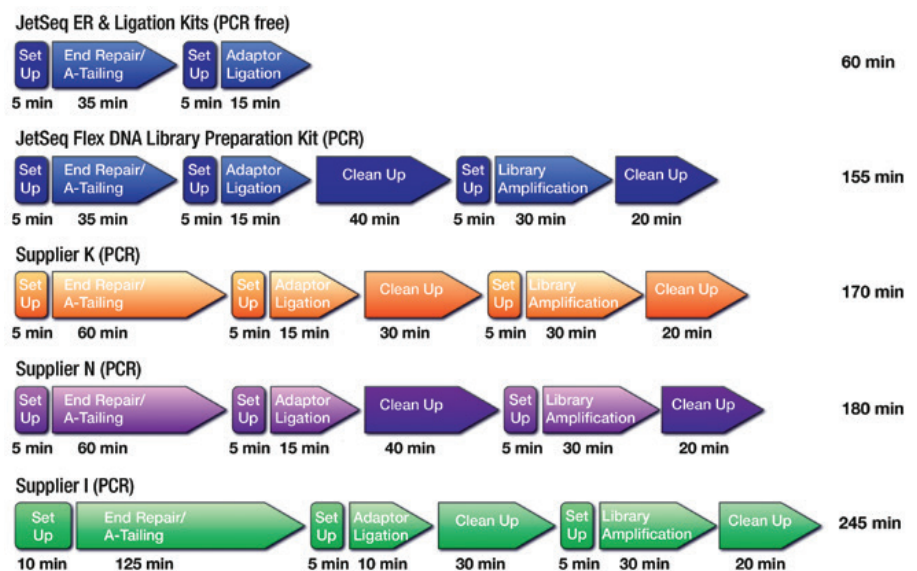 JetSeq ER & Ligation Kits (PCR free)
Set Up End Repair/ A-Tailing Set Up Adaptor Ligation 60 min
5 min 35 min 5 min 15 min
JetSeq Flex DNA Library Preparation Kit (PCR)
Set Up End Repair/ A-Tailing Set Up Adaptor Ligation Clean Up Set Up Library Amplification Clean Up 155 min
5 min 35 min 5 min 15 min 40 min 5 min 30 min 20 min
Supplier K (PCR)
Set Up End Repair/ A-Tailing Set Up Adaptor Ligation Clean Up Set Up Library Amplification Clean Up 170 min
5 min 60 min 5 min 15 min 30 min 5 min 30 min 20 min
Supplier N (PCR)
Set Up End Repair/ A-Tailing Set Up Adaptor Ligation Clean Up Set Up Library Amplification Clean Up 180 min
5 min 60 min 5 min 15 min 40 min 5 min 30 min 20 min
Supplier I (PCR)
Set Up End Repair/ A-Tailing Set Up Adaptor Ligation Clean Up Set Up Library Amplification Clean Up 245 min
10 min 125 min 5 min 10 min 30 min 5 min 30 min 20 min